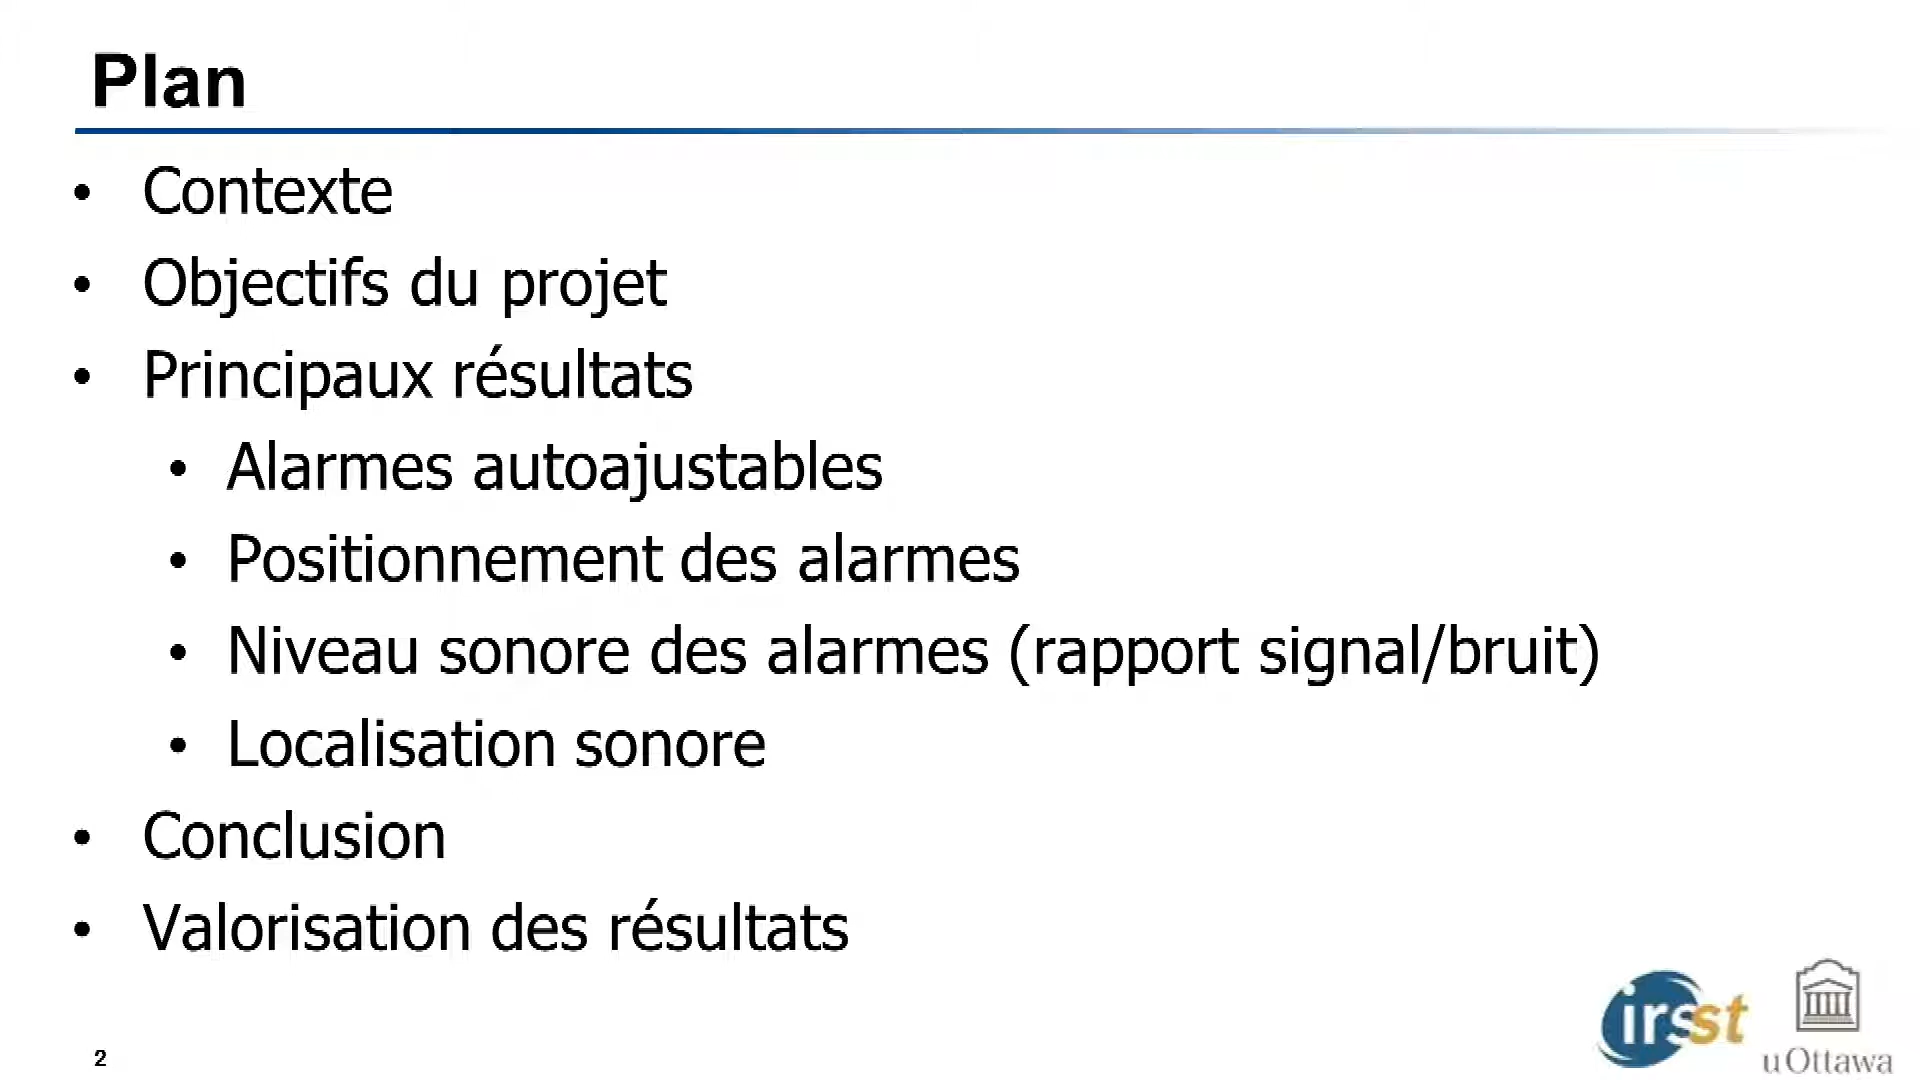 Plan
• Contexte
• Objectifs du projet
• Principaux résultats
• Alarmes autoajustables
• Positionnement des alarmes
• Niveau sonore des alarmes (rapport signal/bruit)
• Localisation sonore
• Conclusion
• Valorisation des résultats
irsst
uOttawa
2